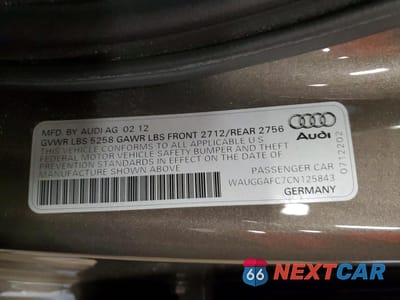 MFD. BY AUDI AG 02 12
GVWR LBS 5258 GAWR LBS FRONT 2712/REAR 2756
THIS VEHICLE CONFORMS TO ALL APPLICABLE U S
FEDERAL MOTOR VEHICLE SAFETY BUMPER AND THEFT
PREVENTION STANDARDS IN EFFECT ON THE DATE OF
MANUFACTURE SHOWN ABOVE
Audi
PASSENGER CAR
WAUGGAFC7CN125843
GERMANY
0712202
66 NEXTCAR